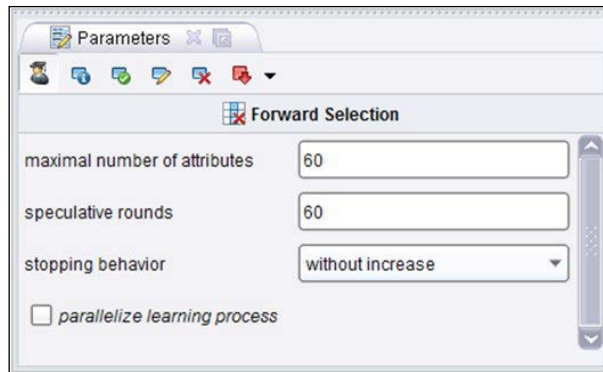 Parameters
Forward Selection
maximal number of attributes 60
speculative rounds 60
stopping behavior without increase
parallelize learning process